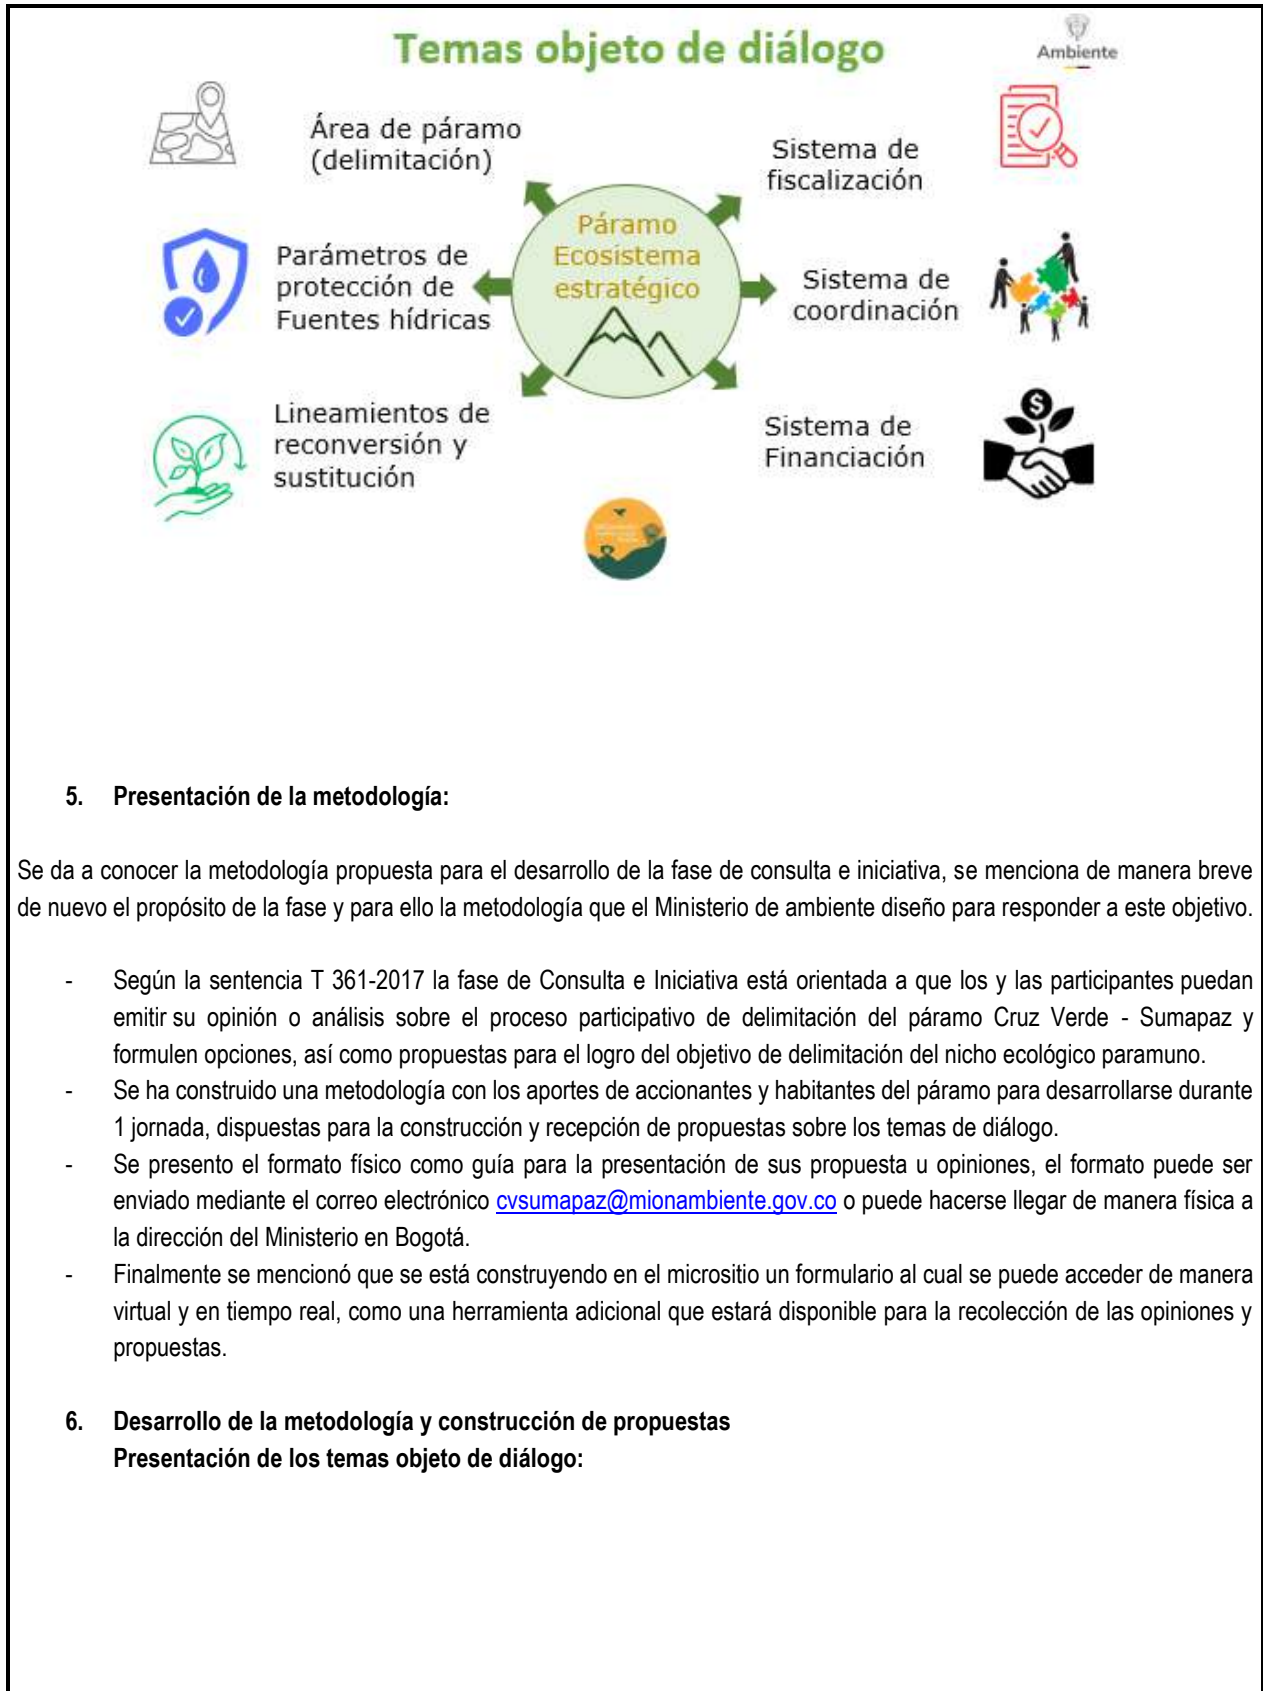 Temas objeto de diálogo
Ambiente
Área de páramo
(delimitación)
Sistema de
fiscalización
Páramo
Ecosistema
estratégico
Parámetros de
protección de
Fuentes hídricas
Sistema de
coordinación
Lineamientos de
reconversión y
sustitución
Sistema de
Financiación
5. Presentación de la metodología:
Se da a conocer la metodología propuesta para el desarrollo de la fase de consulta e iniciativa, se menciona de manera breve
de nuevo el propósito de la fase y para ello la metodología que el Ministerio de ambiente diseño para responder a este objetivo.
- Según la sentencia T 361-2017 la fase de Consulta e Iniciativa está orientada a que los y las participantes puedan
emitir su opinión o análisis sobre el proceso participativo de delimitación del páramo Cruz Verde - Sumapaz y
formulen opciones, así como propuestas para el logro del objetivo de delimitación del nicho ecológico paramuno.
- Se ha construido una metodología con los aportes de accionantes y habitantes del páramo para desarrollarse durante
1 jornada, dispuestas para la construcción y recepción de propuestas sobre los temas de diálogo.
- Se presento el formato físico como guía para la presentación de sus propuesta u opiniones, el formato puede ser
enviado mediante el correo electrónico cvsumapaz@mionambiente.gov.co o puede hacerse llegar de manera física a
la dirección del Ministerio en Bogotá.
- Finalmente se mencionó que se está construyendo en el micrositio un formulario al cual se puede acceder de manera
virtual y en tiempo real, como una herramienta adicional que estará disponible para la recolección de las opiniones y
propuestas.
6. Desarrollo de la metodología y construcción de propuestas
Presentación de los temas objeto de diálogo: